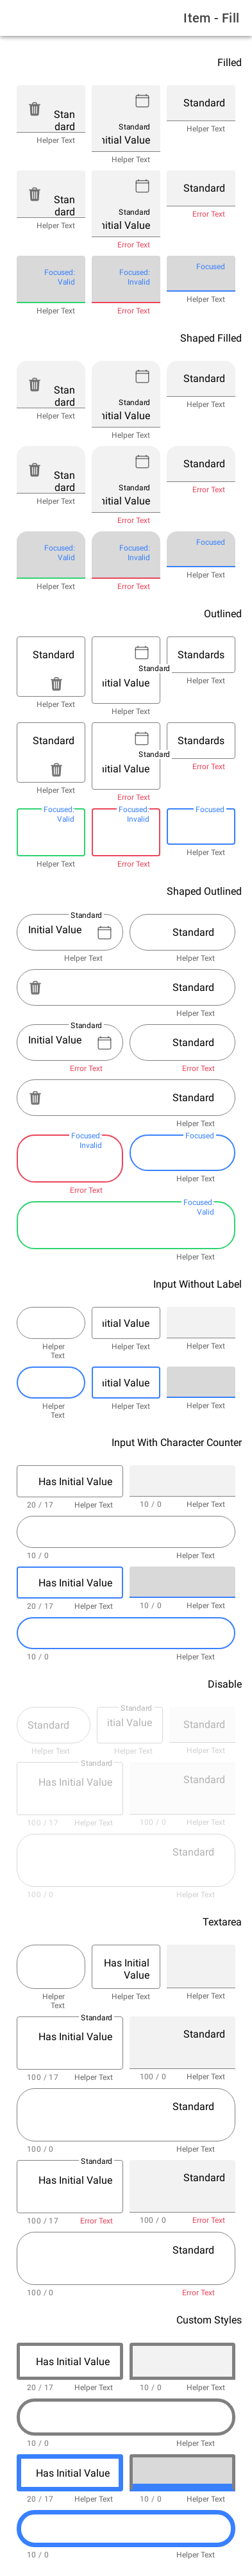 Item - Fill
Filled
Stan
dard
Helper Text
Standard
nitial Value
Helper Text
Standard
Helper Text
Stan
dard
Helper Text
Standard
nitial Value
Error Text
Standard
Error Text
Focused:
Valid
Helper Text
Focused:
Invalid
Error Text
Focused
Helper Text
Shaped Filled
Stan
dard
Helper Text
Standard
nitial Value
Helper Text
Standard
Helper Text
Stan
dard
Helper Text
Standard
nitial Value
Error Text
Standard
Error Text
Focused:
Valid
Helper Text
Focused:
Invalid
Error Text
Focused
Helper Text
Outlined
Standard
Helper Text
Standard
nitial Value
Helper Text
Standards
Helper Text
Standard
Helper Text
Standard
nitial Value
Error Text
Standards
Error Text
Focused:
Valid
Helper Text
Focused:
Invalid
Error Text
Focused
Helper Text
Shaped Outlined
Standard
Initial Value
Helper Text
Standard
Helper Text
Standard
Helper Text
Standard
Initial Value
Error Text
Standard
Error Text
Standard
Helper Text
Focused:
Invalid
Error Text
Focused
Helper Text
Focused:
Valid
Helper Text
Input Without Label
Helper
Text
nitial Value
Helper Text
Helper Text
Helper
Text
nitial Value
Helper Text
Helper Text
Input With Character Counter
Has Initial Value
20 / 17 Helper Text
10 / 0 Helper Text
10 / 0 Helper Text
Has Initial Value
20 / 17 Helper Text
10 / 0 Helper Text
10 / 0 Helper Text
Disable
Standard
Helper Text
Standard
itial Value
Helper Text
Standard
Helper Text
Standard
Has Initial Value
100 / 17 Helper Text
Standard
100 / 0 Helper Text
Standard
100 / 0 Helper Text
Textarea
Helper
Text
Has Initial
Value
Helper Text
Helper Text
Standard
Has Initial Value
100 / 17 Helper Text
Standard
100 / 0 Helper Text
Standard
100 / 0 Helper Text
Standard
Has Initial Value
100 / 17 Error Text
Standard
100 / 0 Error Text
Standard
100 / 0 Error Text
Custom Styles
Has Initial Value
20 / 17 Helper Text
10 / 0 Helper Text
10 / 0 Helper Text
Has Initial Value
20 / 17 Helper Text
10 / 0 Helper Text
10 / 0 Helper Text